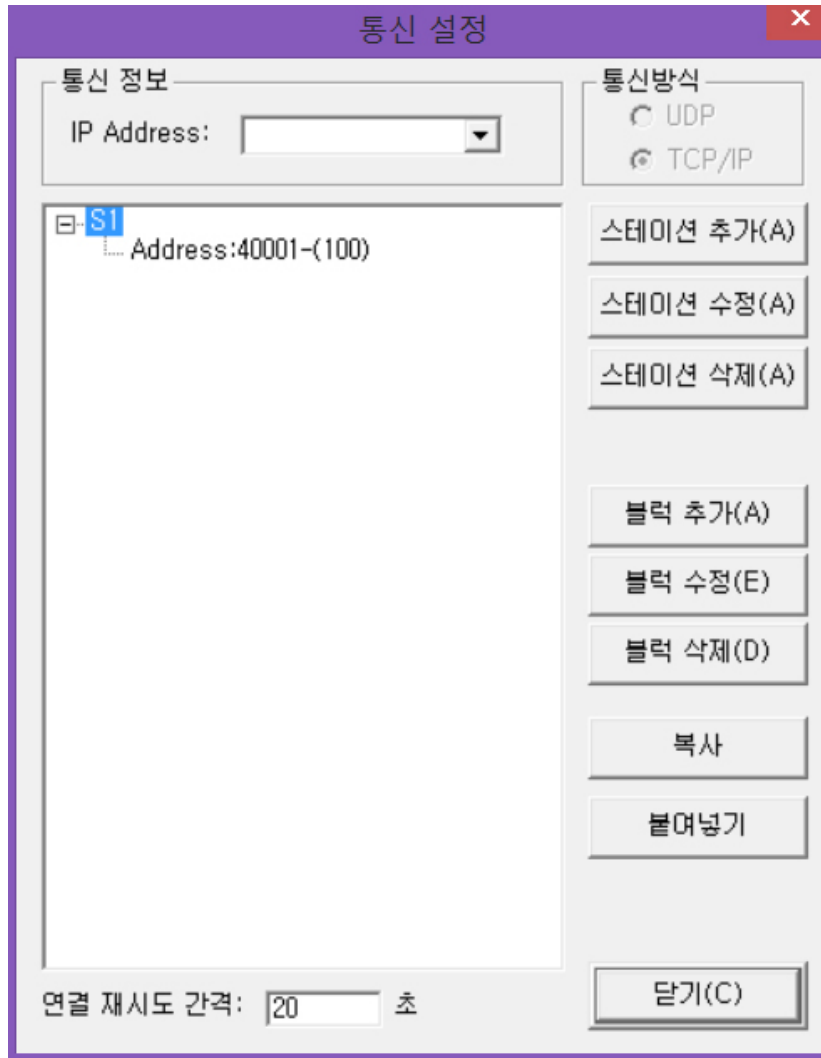 통신 설정
통신 정보
IP Address:
통신방식
UDP
TCP/IP
S1
Address:40001-(100)
스테이션 추가(A)
스테이션 수정(A)
스테이션 삭제(A)
블럭 추가(A)
블럭 수정(E)
블럭 삭제(D)
복사
붙여넣기
연결 재시도 간격: 20 초
닫기(C)